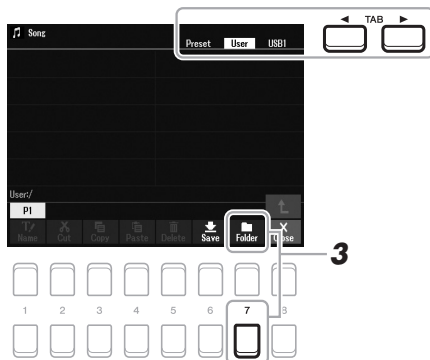 TAB
Song
Preset User USB1
User:/
P1
Name Cut Copy Paste Delete Save Folder Close
3
1 2 3 4 5 6 7 8